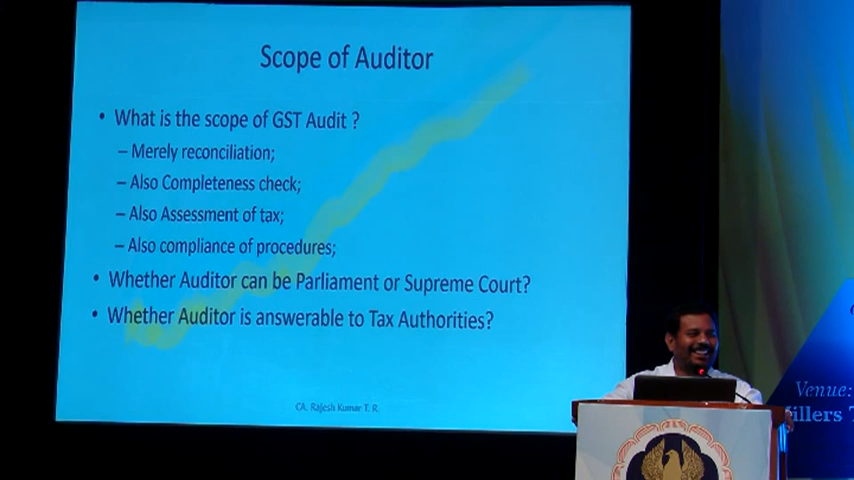 Scope of Auditor
• What is the scope of GST Audit ?
– Merely reconciliation;
– Also Completeness check;
– Also Assessment of tax;
– Also compliance of procedures;
• Whether Auditor can be Parliament or Supreme Court?
• Whether Auditor is answerable to Tax Authorities?
CA. Rajesh Kumar T. R.
Venue: